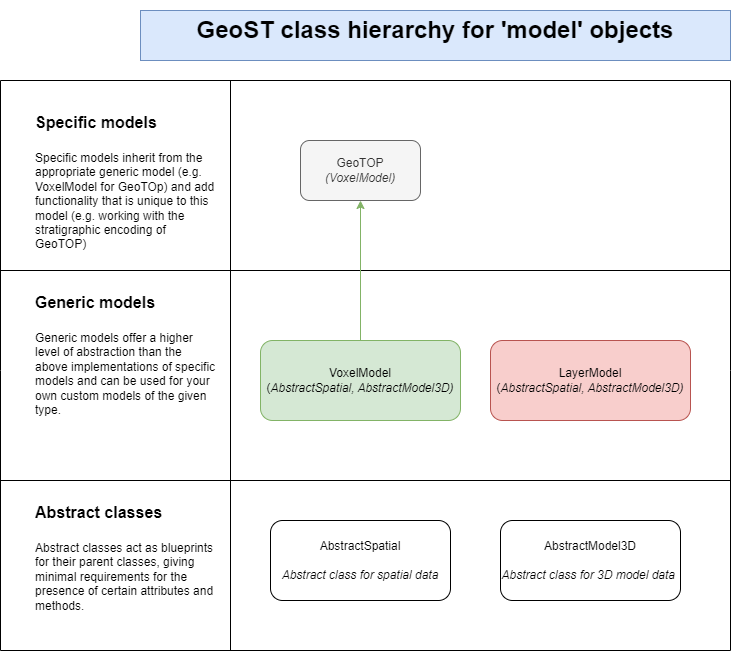 GeoST class hierarchy for 'model' objects
Specific models
Specific models inherit from the
appropriate generic model (e.g.
VoxelModel for GeoTOp) and add
functionality that is unique to this
model (e.g. working with the
stratigraphic encoding of
GeoTOP)
GeoTOP
(VoxelModel)
Generic models
Generic models offer a higher
level of abstraction than the
above implementations of specific
models and can be used for your
own custom models of the given
type.
VoxelModel
(AbstractSpatial, AbstractModel3D)
LayerModel
(AbstractSpatial, AbstractModel3D)
Abstract classes
Abstract classes act as blueprints
for their parent classes, giving
minimal requirements for the
presence of certain attributes and
methods.
AbstractSpatial
Abstract class for spatial data
AbstractModel3D
Abstract class for 3D model data